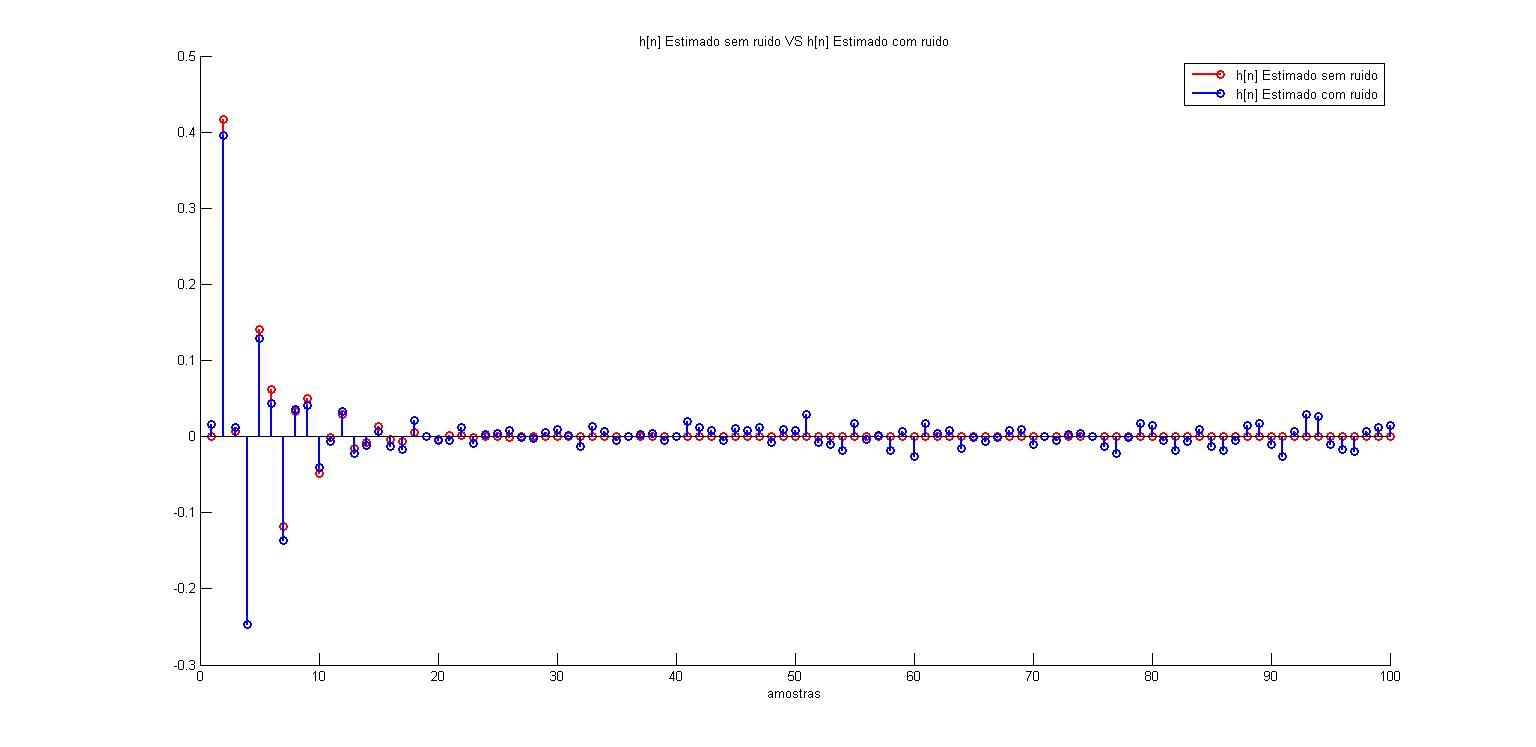 h[n] Estimado sem ruido VS h[n] Estimado com ruido
h[n] Estimado sem ruido
h[n] Estimado com ruido
0.5
0.4
0.3
0.2
0.1
0
-0.1
-0.2
-0.3
0 10 20 30 40 50 60 70 80 90 100
amostras